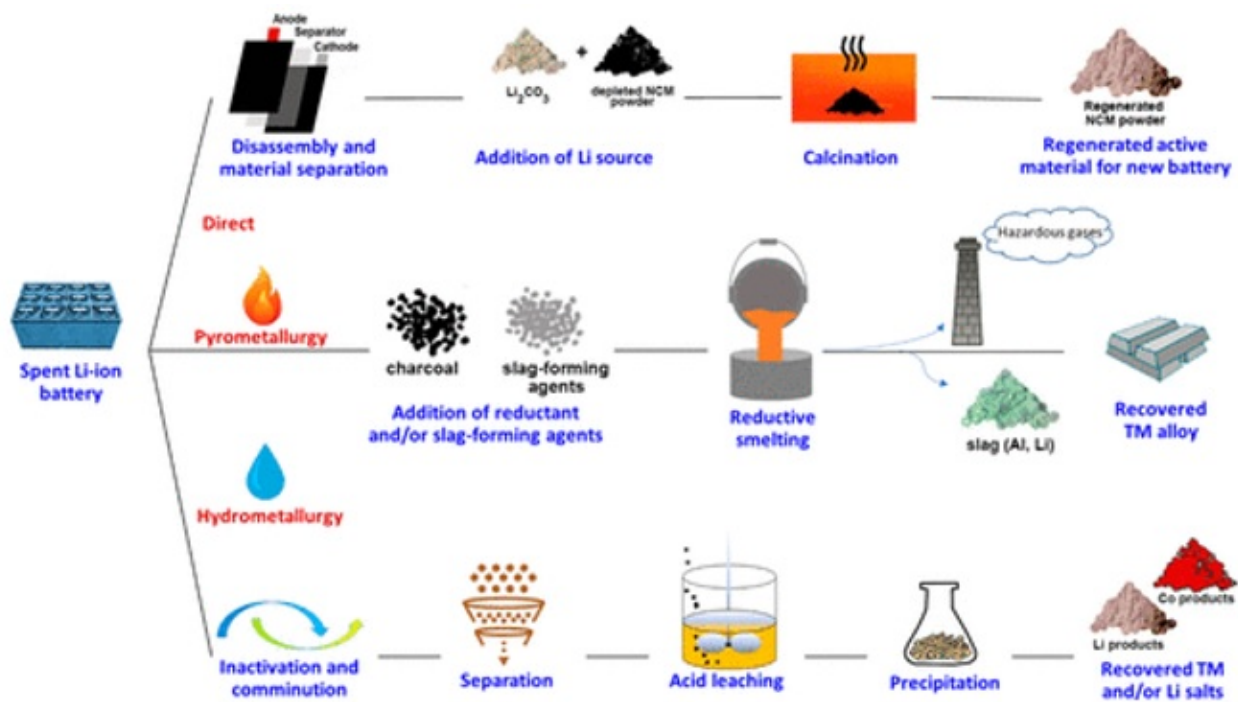 Anode
Separator
Cathode
Disassembly and
material separation
Li2CO3
+
depleted NCM
powder
Addition of Li source
Calcination
Regenerated
NCM powder
Regenerated active
material for new battery
Direct
Spent Li-ion
battery
Pyrometallurgy
charcoal
slag-forming
agents
Addition of reductant
and/or slag-forming agents
Reductive
smelting
Hazardous gases
slag (Al, Li)
Recovered
TM alloy
Hydrometallurgy
Inactivation and
comminution
Separation
Acid leaching
Precipitation
Co products
Li products
Recovered TM
and/or Li salts